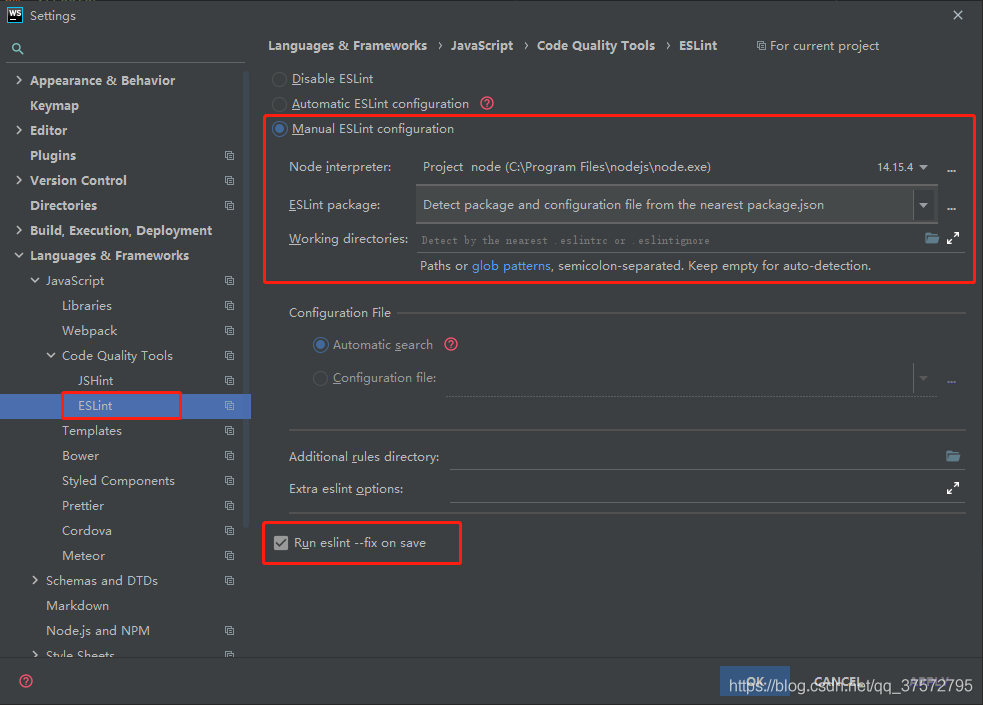 WS Settings
Appearance & Behavior
Keymap
Editor
Plugins
Version Control
Directories
Build, Execution, Deployment
Languages & Frameworks
JavaScript
Libraries
Webpack
Code Quality Tools
JSHint
ESLint
Templates
Bower
Styled Components
Prettier
Cordova
Meteor
Schemas and DTDs
Markdown
Node.js and NPM
Style Sheets
Languages & Frameworks › JavaScript › Code Quality Tools › ESLint For current project
Disable ESLint
Automatic ESLint configuration ?
Manual ESLint configuration
Node interpreter: Project node (C:\Program Files\nodejs\node.exe) 14.15.4 ...
ESLint package: Detect package and configuration file from the nearest package.json ...
Working directories: Detect by the nearest .eslintrc or .eslintignore
Paths or glob patterns, semicolon-separated. Keep empty for auto-detection.
Configuration File
Automatic search ?
Configuration file: ...
Additional rules directory:
Extra eslint options:
Run eslint --fix on save
? OK CANCEL APPLY
https://blog.csdn.net/qq_37572795